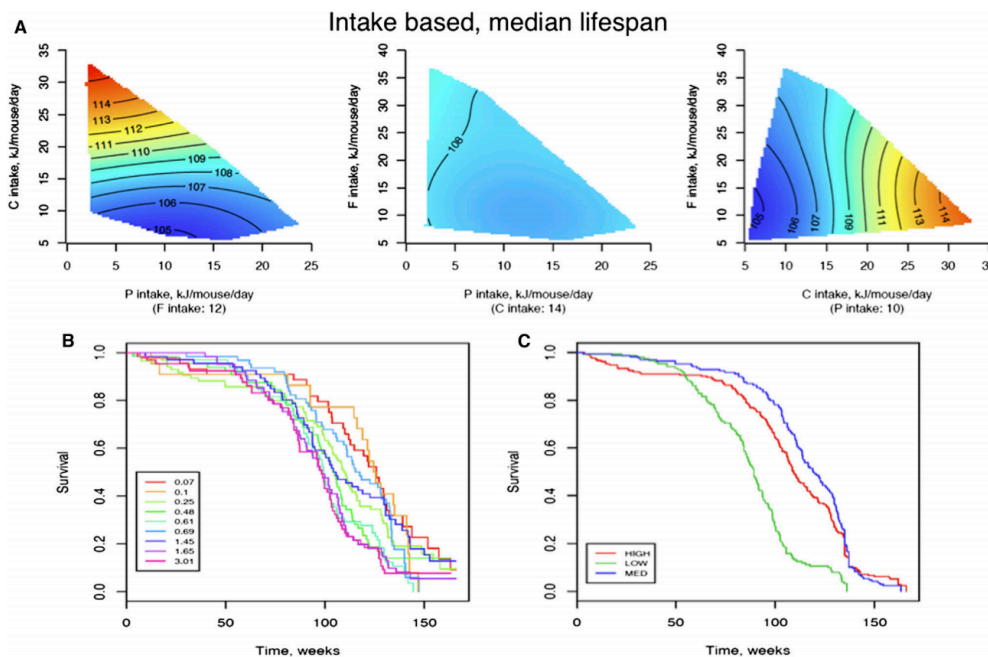 Intake based, median lifespan
A
C intake, kJ/mouse/day
35
30
25
20
15
10
5
114
113
112
111
110
109
108
107
106
105
0 5 10 15 20 25
P intake, kJ/mouse/day
(F intake: 12)
F intake, kJ/mouse/day
40
35
30
25
20
15
10
5
108
0 5 10 15 20 25
P intake, kJ/mouse/day
(C intake: 14)
F intake, kJ/mouse/day
40
35
30
25
20
15
10
5
105
106
107
109
111
113
114
5 10 15 20 25 30 35
C intake, kJ/mouse/day
(P intake: 10)
B
Survival
1.0
0.8
0.6
0.4
0.2
0.0
0.07
0.1
0.25
0.48
0.61
0.69
1.45
1.65
3.01
0 50 100 150
Time, weeks
C
Survival
1.0
0.8
0.6
0.4
0.2
0.0
HIGH
LOW
MED
0 50 100 150
Time, weeks